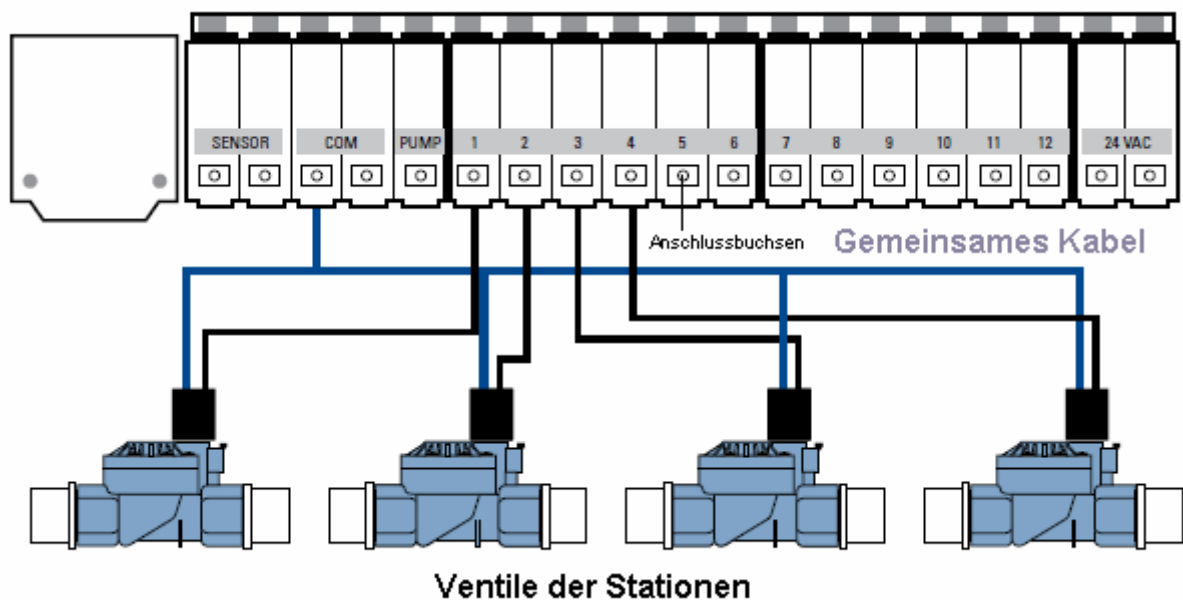 SENSOR COM PUMP 1 2 3 4 5 6 7 8 9 10 11 12 24 VAC
Anschlussbuchsen
Gemeinsames Kabel
Ventile der Stationen